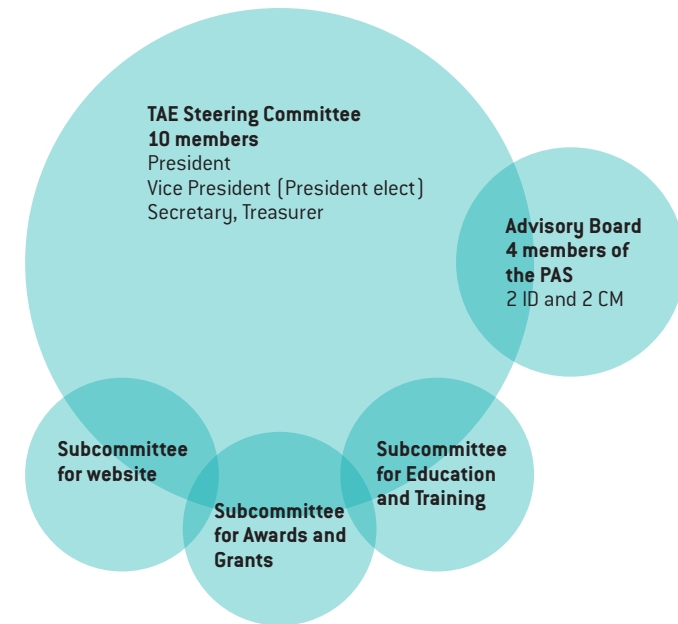 TAE Steering Committee
10 members
President
Vice President (President elect)
Secretary, Treasurer
Advisory Board
4 members of
the PAS
2 ID and 2 CM
Subcommittee
for website
Subcommittee
for Awards and
Grants
Subcommittee
for Education
and Training